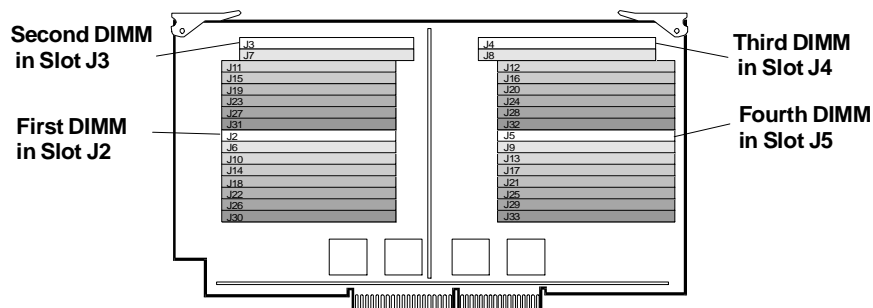 Second DIMM
in Slot J3
First DIMM
in Slot J2
J3
J7
J11
J15
J19
J23
J27
J31
J2
J6
J10
J14
J18
J22
J26
J30
J4
J8
J12
J16
J20
J24
J28
J32
J5
J9
J13
J17
J21
J25
J29
J33
Third DIMM
in Slot J4
Fourth DIMM
in Slot J5